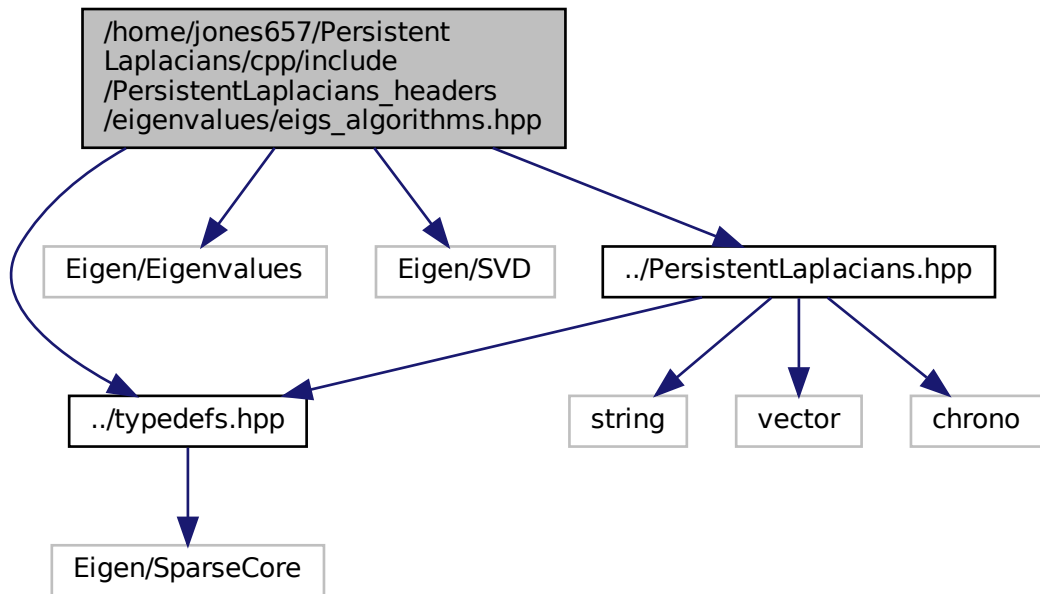 /home/jones657/Persistent
Laplacians/cpp/include
/PersistentLaplacians_headers
/eigenvalues/eigs_algorithms.hpp
Eigen/Eigenvalues
Eigen/SVD
../PersistentLaplacians.hpp
../typedefs.hpp
string
vector
chrono
Eigen/SparseCore